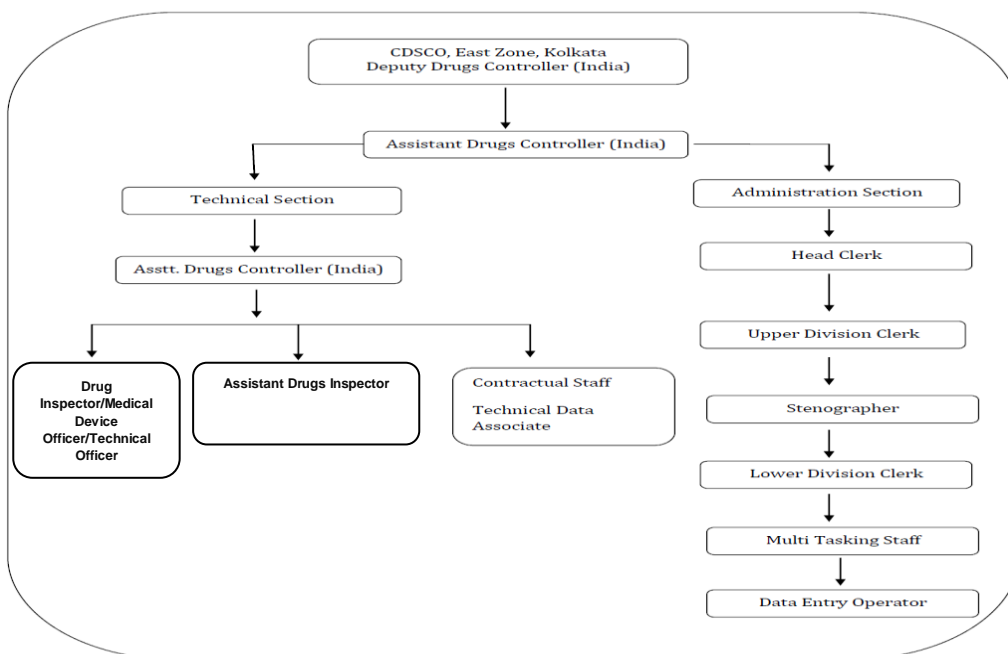 CDSCO, East Zone, Kolkata
Deputy Drugs Controller (India)
Assistant Drugs Controller (India)
Technical Section
Administration Section
Asstt. Drugs Controller (India)
Head Clerk
Upper Division Clerk
Drug
Inspector/Medical
Device
Officer/Technical
Officer
Assistant Drugs Inspector
Contractual Staff
Technical Data
Associate
Stenographer
Lower Division Clerk
Multi Tasking Staff
Data Entry Operator